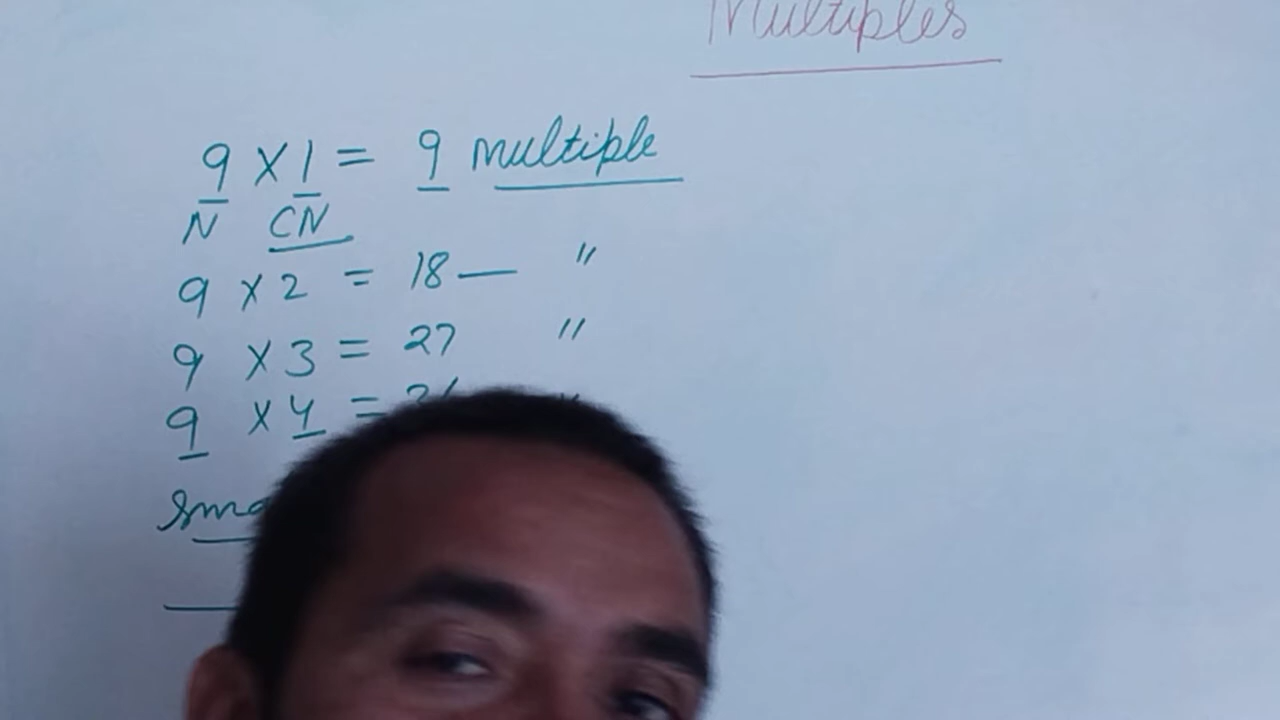 Multiples
9 X 1 = 9 multiple
N CN
9 X 2 = 18 — "
9 X 3 = 27 "
9 X 4 =